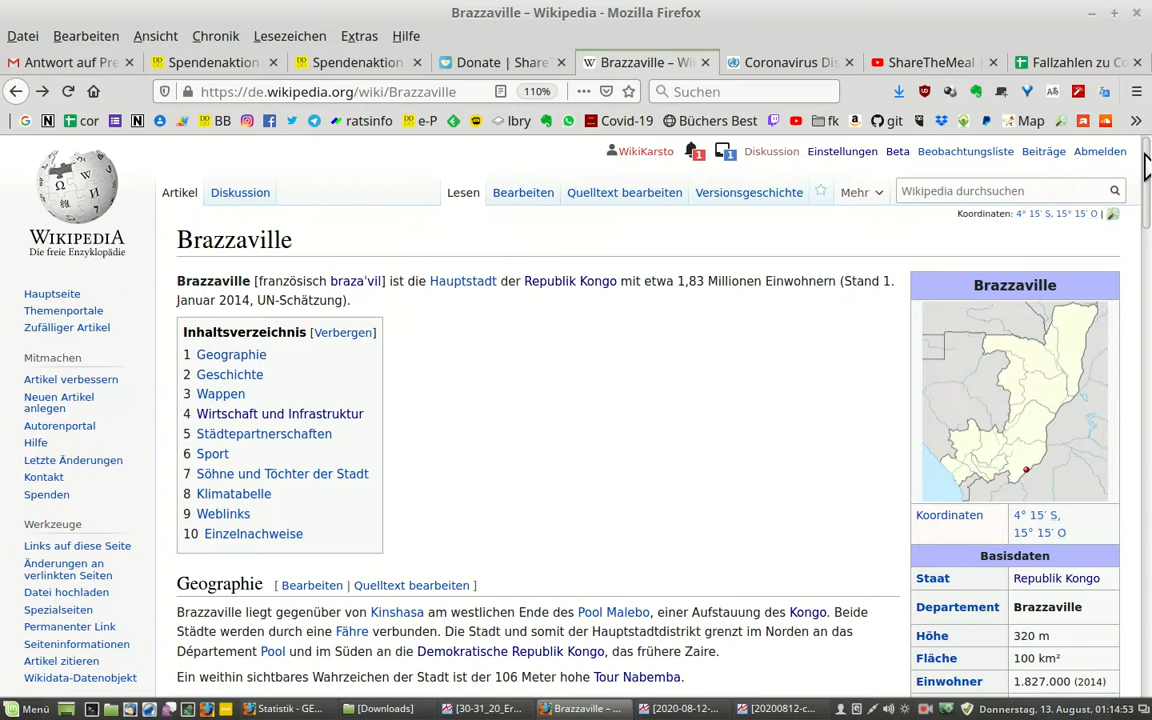 Brazzaville – Wikipedia - Mozilla Firefox
Datei Bearbeiten Ansicht Chronik Lesezeichen Extras Hilfe
Antwort auf Pre Spendenaktion Spendenaktion Donate | Share Brazzaville – Wi Coronavirus Dis ShareTheMeal Fallzahlen zu Co
https://de.wikipedia.org/wiki/Brazzaville 110% Suchen
cor BB ratsinfo e-P lbry Covid-19 Büchers Best fk git Map
WikiKarsto 1 1 Diskussion Einstellungen Beta Beobachtungsliste Beiträge Abmelden
Artikel Diskussion Lesen Bearbeiten Quelltext bearbeiten Versionsgeschichte Mehr Wikipedia durchsuchen
WIKIPEDIA
Die freie Enzyklopädie
Koordinaten: 4° 15′ S, 15° 15′ O |
Hauptseite
Themenportale
Zufälliger Artikel
Mitmachen
Artikel verbessern
Neuen Artikel
anlegen
Autorenportal
Hilfe
Letzte Änderungen
Kontakt
Spenden
Werkzeuge
Links auf diese Seite
Änderungen an
verlinkten Seiten
Datei hochladen
Spezialseiten
Permanenter Link
Seiteninformationen
Artikel zitieren
Wikidata-Datenobjekt
Brazzaville
Brazzaville [französisch braza'vil] ist die Hauptstadt der Republik Kongo mit etwa 1,83 Millionen Einwohnern (Stand 1.
Januar 2014, UN-Schätzung).
Inhaltsverzeichnis [Verbergen]
1 Geographie
2 Geschichte
3 Wappen
4 Wirtschaft und Infrastruktur
5 Städtepartnerschaften
6 Sport
7 Söhne und Töchter der Stadt
8 Klimatabelle
9 Weblinks
10 Einzelnachweise
Geographie [ Bearbeiten | Quelltext bearbeiten ]
Brazzaville liegt gegenüber von Kinshasa am westlichen Ende des Pool Malebo, einer Aufstauung des Kongo. Beide
Städte werden durch eine Fähre verbunden. Die Stadt und somit der Hauptstadtdistrikt grenzt im Norden an das
Département Pool und im Süden an die Demokratische Republik Kongo, das frühere Zaire.
Ein weithin sichtbares Wahrzeichen der Stadt ist der 106 Meter hohe Tour Nabemba.
Brazzaville
Koordinaten 4° 15′ S,
15° 15′ O
Basisdaten
Staat Republik Kongo
Departement Brazzaville
Höhe 320 m
Fläche 100 km²
Einwohner 1.827.000 (2014)
Menü Statistik - GE... [Downloads] [30-31_20_Er... Brazzaville – ... [2020-08-12-... [20200812-c... Donnerstag, 13. August, 01:14:53